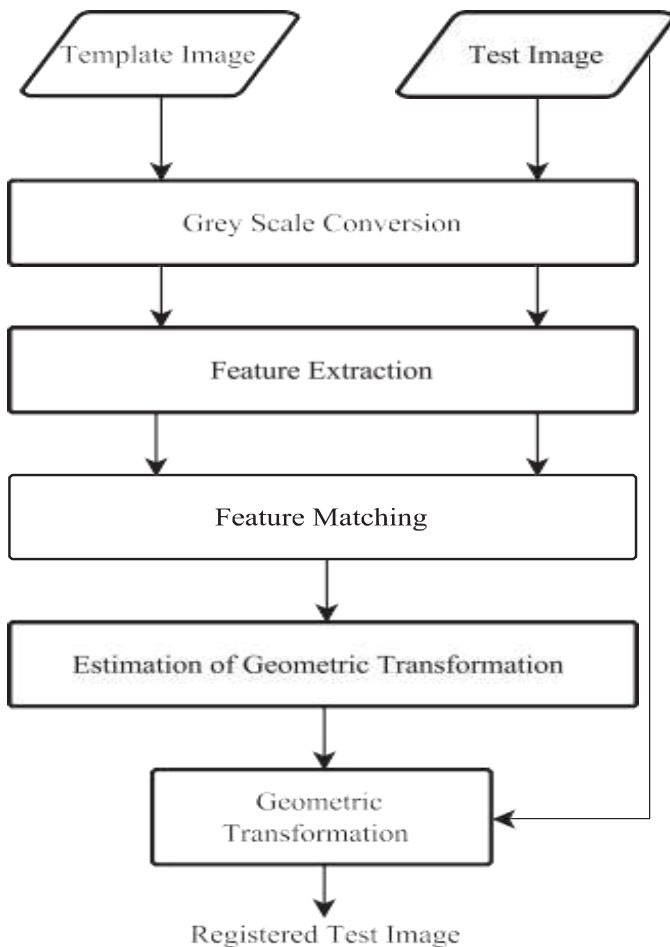 Template Image
Test Image
Grey Scale Conversion
Feature Extraction
Feature Matching
Estimation of Geometric Transformation
Geometric
Transformation
Registered Test Image